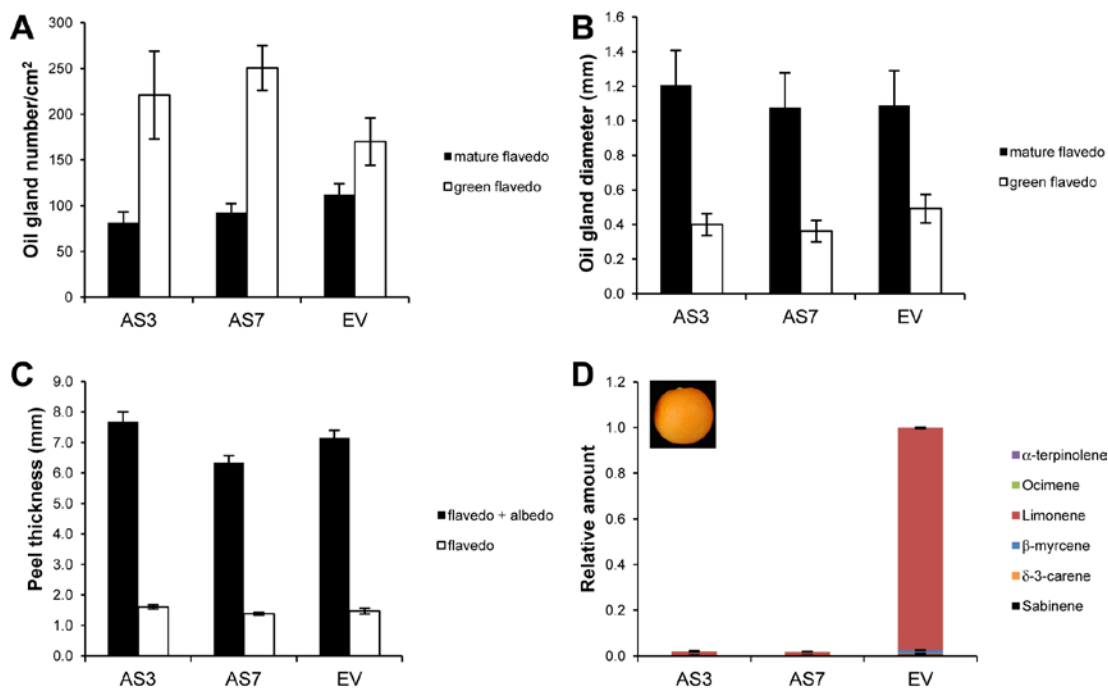 A
Oil gland number/cm²
300
250
200
150
100
50
0
AS3 AS7 EV
mature flavedo
green flavedo
B
Oil gland diameter (mm)
1.6
1.4
1.2
1.0
0.8
0.6
0.4
0.2
0.0
AS3 AS7 EV
mature flavedo
green flavedo
C
Peel thickness (mm)
9.0
8.0
7.0
6.0
5.0
4.0
3.0
2.0
1.0
0.0
AS3 AS7 EV
flavedo + albedo
flavedo
D
Relative amount
1.2
1.0
0.8
0.6
0.4
0.2
0.0
AS3 AS7 EV
α-terpinolene
Ocimene
Limonene
β-myrcene
δ-3-carene
Sabinene